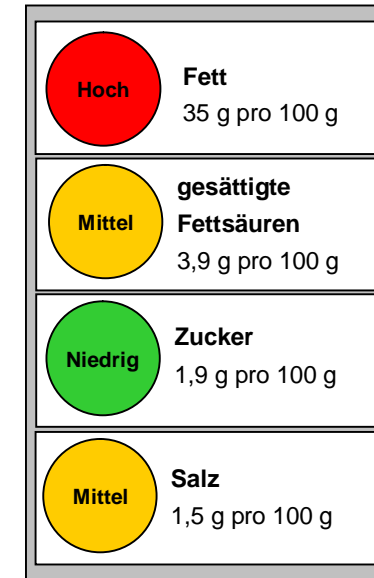 Hoch
Fett
35 g pro 100 g
Mittel
gesättigte
Fettsäuren
3,9 g pro 100 g
Niedrig
Zucker
1,9 g pro 100 g
Mittel
Salz
1,5 g pro 100 g